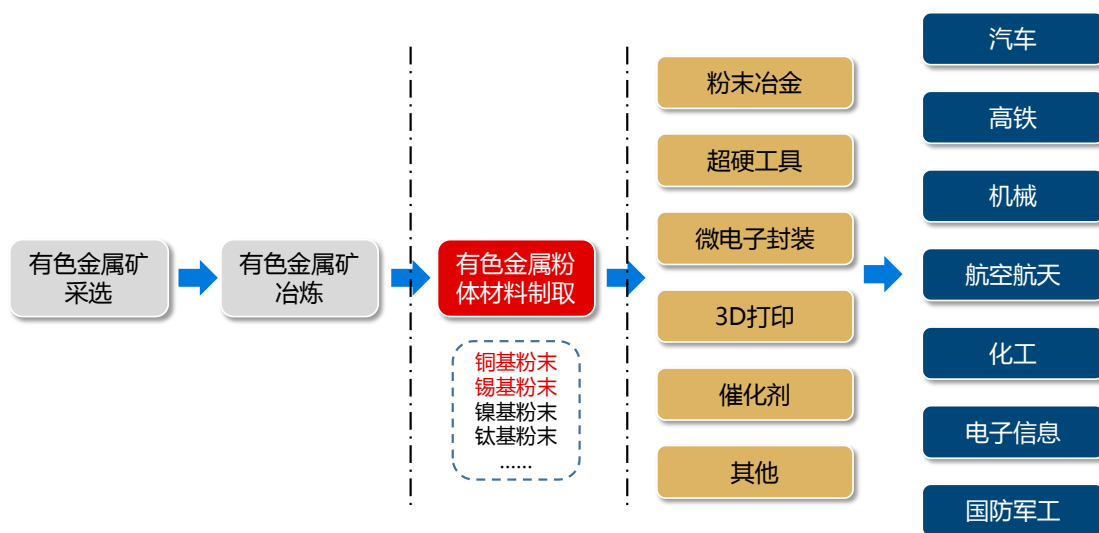 有色金属矿
采选
有色金属矿
冶炼
有色金属粉
体材料制取
铜基粉末
锡基粉末
镍基粉末
钛基粉末
......
粉末冶金
超硬工具
微电子封装
3D打印
催化剂
其他
汽车
高铁
机械
航空航天
化工
电子信息
国防军工